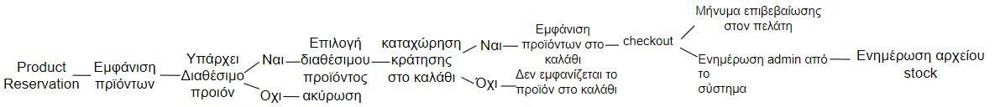 Product
Reservation
Εμφάνιση
πρϊόντων
Υπάρχει
Διαθέσιμο
προιόν
Ναι
Όχι
Επιλογή
διαθέσιμου
προϊόντος
ακύρωση
καταχώρηση
κράτησης
στο καλάθι
Ναι
Όχι
Εμφάνιση
προϊόντων στο
καλάθι
Δεν εμφανίζεται το
προϊόν στο καλάθι
checkout
Μήνυμα επιβεβαίωσης
στον πελάτη
Ενημέρωση admin από
το
σύστημα
Ενημέρωση αρχείου
stock